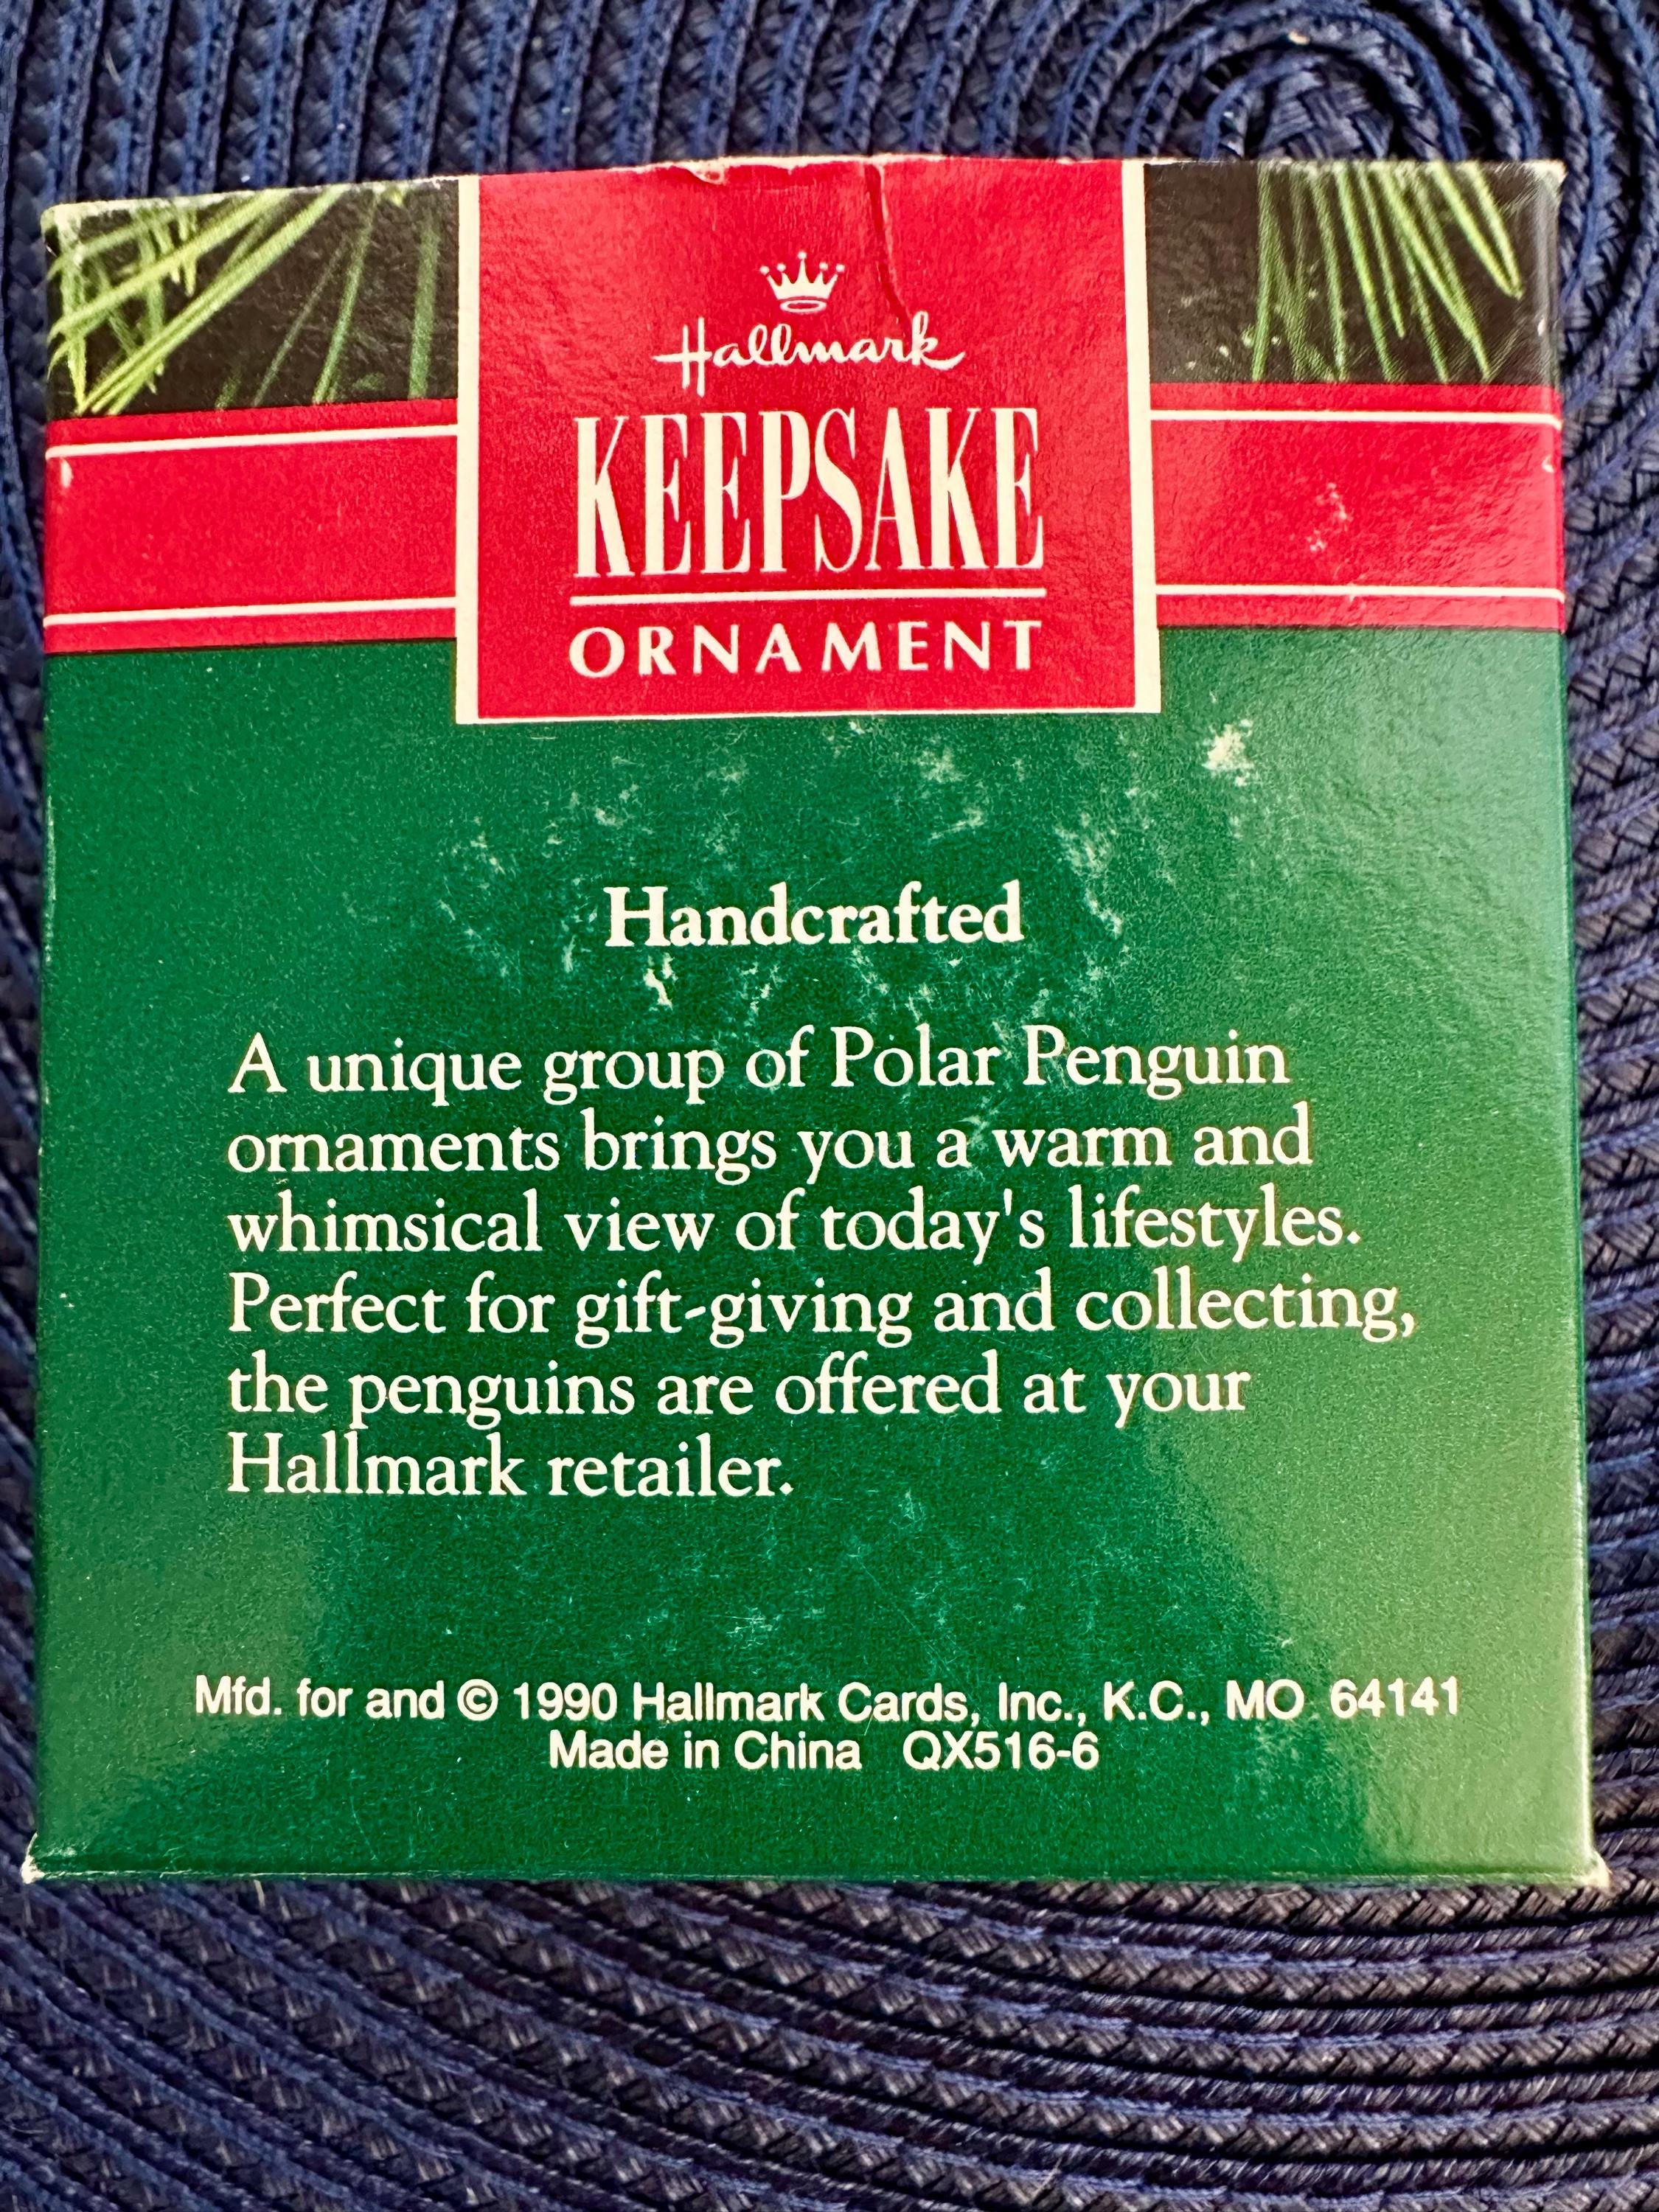 Hallmark
KEEPSAKE
ORNAMENT
Handcrafted
A unique group of Polar Penguin
ornaments brings you a warm and
whimsical view of today's lifestyles.
Perfect for gift-giving and collecting,
the penguins are offered at your
Hallmark retailer.
Mfd. for and © 1990 Hallmark Cards, Inc., K.C., MO 64141
Made in China QX516-6